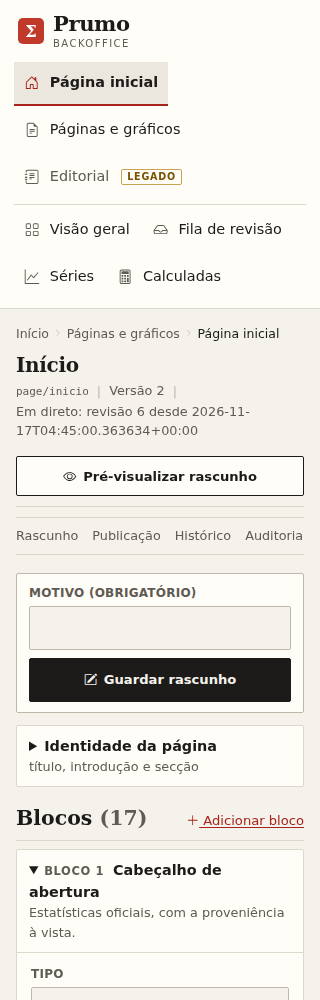 Σ Prumo
BACKOFFICE
Página inicial
Páginas e gráficos
Editorial LEGADO
Visão geral Fila de revisão
Séries Calculadas
Início › Páginas e gráficos › Página inicial
Início
page/inicio | Versão 2 |
Em direto: revisão 6 desde 2026-11-
17T04:45:00.363634+00:00
Pré-visualizar rascunho
Rascunho Publicação Histórico Auditoria
MOTIVO (OBRIGATÓRIO)
Guardar rascunho
Identidade da página
título, introdução e secção
Blocos (17) + Adicionar bloco
BLOCO 1 Cabeçalho de
abertura
Estatísticas oficiais, com a proveniência
à vista.
TIPO